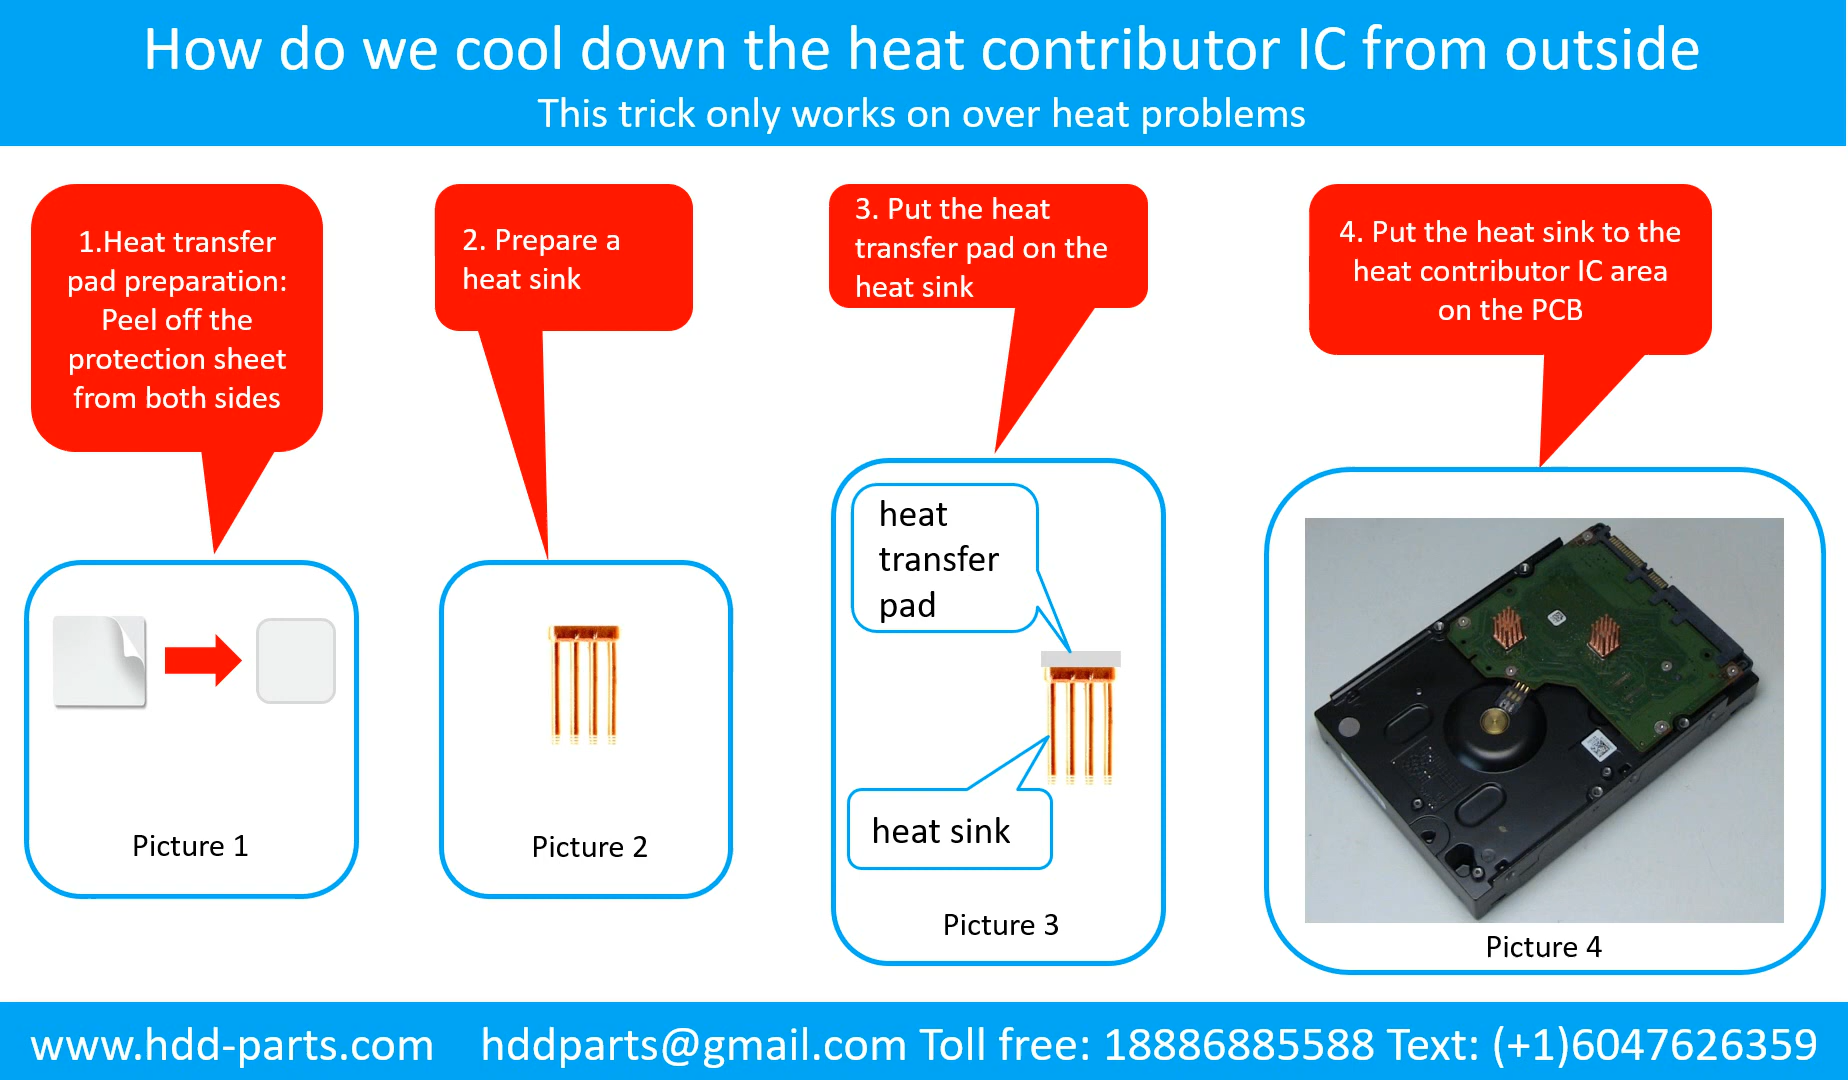 How do we cool down the heat contributor IC from outside
This trick only works on over heat problems
1.Heat transfer
pad preparation:
Peel off the
protection sheet
from both sides
2. Prepare a
heat sink
3. Put the heat
transfer pad on the
heat sink
4. Put the heat sink to the
heat contributor IC area
on the PCB
Picture 1
Picture 2
heat
transfer
pad
heat sink
Picture 3
Picture 4
www.hdd-parts.com hddparts@gmail.com Toll free: 18886885588 Text: (+1)6047626359